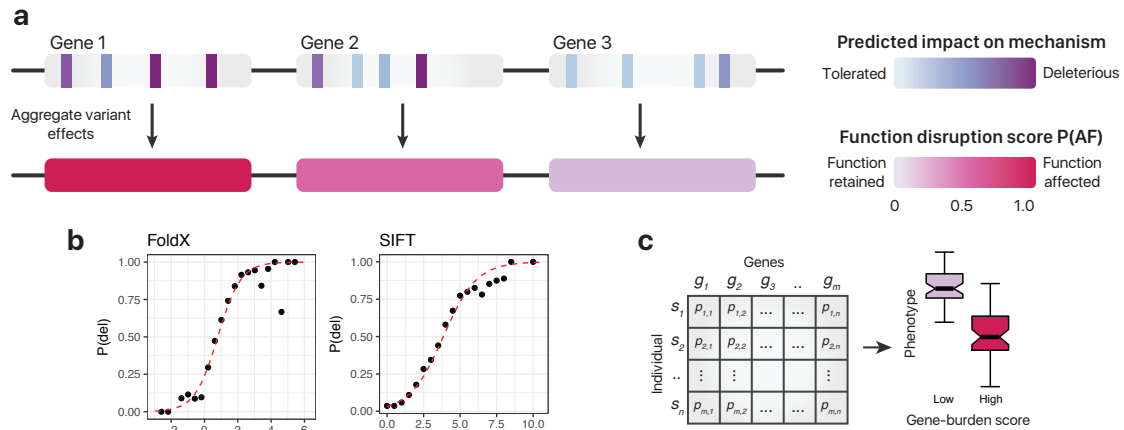 a
Gene 1
Gene 2
Gene 3
Predicted impact on mechanism
Tolerated
Deleterious
Aggregate variant
effects
Function disruption score P(AF)
Function
retained
Function
affected
0 0.5 1.0
b
FoldX
P(del)
1.00
0.75
0.50
0.25
0.00
-2 0 2 4 6
SIFT
P(del)
1.00
0.75
0.50
0.25
0.00
0.0 2.5 5.0 7.5 10.0
c
Genes
g1 g2 g3 .. gm
Individual
s1 p1,1 p1,2 ... ... p1,n
s2 p2,1 p2,2 ... ... p2,n
.. ⋮ ⋮ ⋮
sn pm,1 pm,2 ... ... pm,n
Phenotype
Low High
Gene-burden score